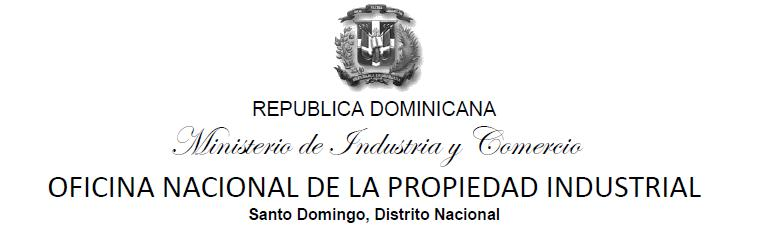 REPUBLICA DOMINICANA
Ministerio de Industria y Comercio
OFICINA NACIONAL DE LA PROPIEDAD INDUSTRIAL
Santo Domingo, Distrito Nacional